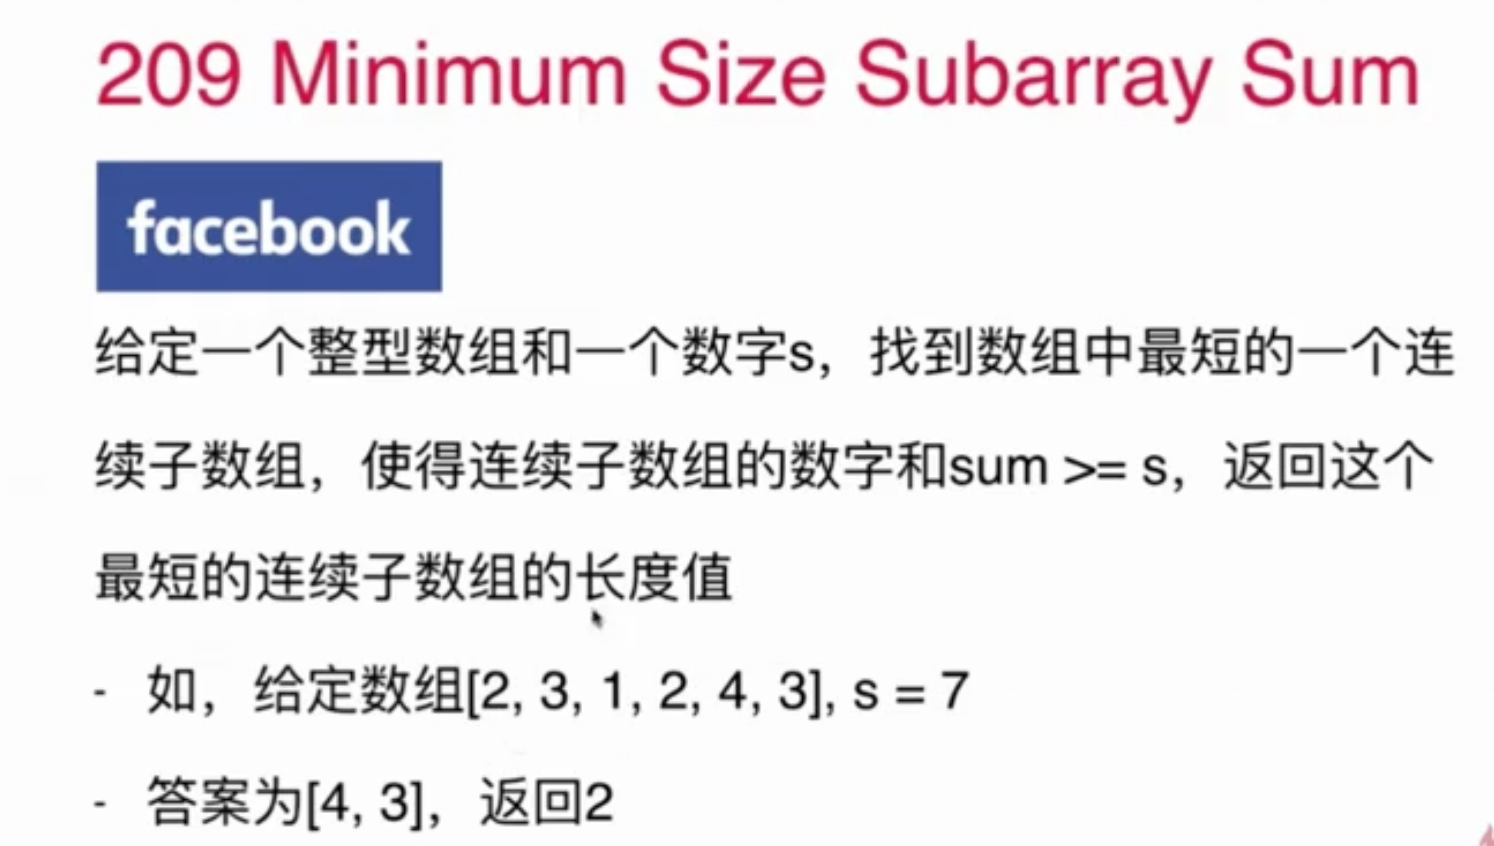 209 Minimum Size Subarray Sum
facebook
给定一个整型数组和一个数字s，找到数组中最短的一个连
续子数组，使得连续子数组的数字和sum >= s，返回这个
最短的连续子数组的长度值
- 如，给定数组[2, 3, 1, 2, 4, 3], s = 7
- 答案为[4, 3]，返回2